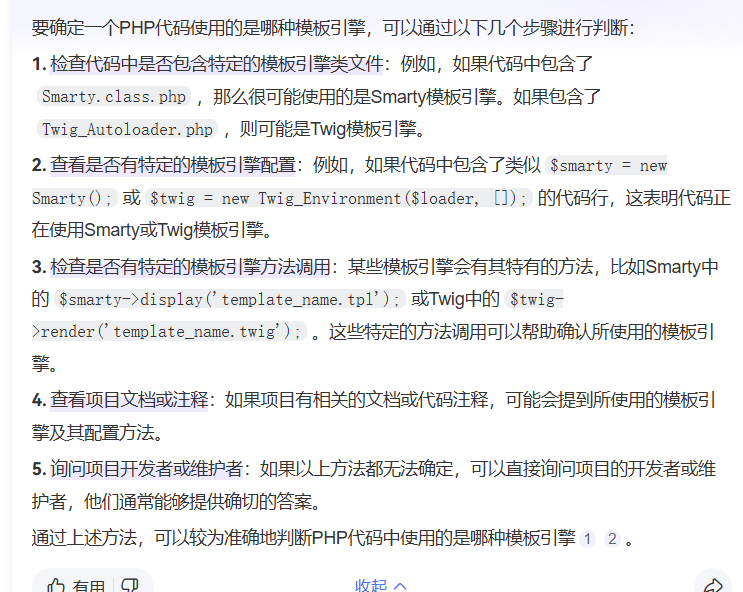 要确定一个PHP代码使用的是哪种模板引擎，可以通过以下几个步骤进行判断：
1. 检查代码中是否包含特定的模板引擎类文件：例如，如果代码中包含了
Smarty.class.php ，那么很可能使用的是Smarty模板引擎。如果包含了
Twig_Autoloader.php ，则可能是Twig模板引擎。
2. 查看是否有特定的模板引擎配置：例如，如果代码中包含了类似 $smarty = new
Smarty(); 或 $twig = new Twig_Environment($loader, []); 的代码行，这表明代码正
在使用Smarty或Twig模板引擎。
3. 检查是否有特定的模板引擎方法调用：某些模板引擎会有其特有的方法，比如Smarty中
的 $smarty->display('template_name.tpl'); 或Twig中的 $twig-
>render('template_name.twig'); 。这些特定的方法调用可以帮助确认所使用的模板引
擎。
4. 查看项目文档或注释：如果项目有相关的文档或代码注释，可能会提到所使用的模板引
擎及其配置方法。
5. 询问项目开发者或维护者：如果以上方法都无法确定，可以直接询问项目的开发者或维
护者，他们通常能够提供确切的答案。
通过上述方法，可以较为准确地判断PHP代码中使用的是哪种模板引擎 1 2 。
有用 收起